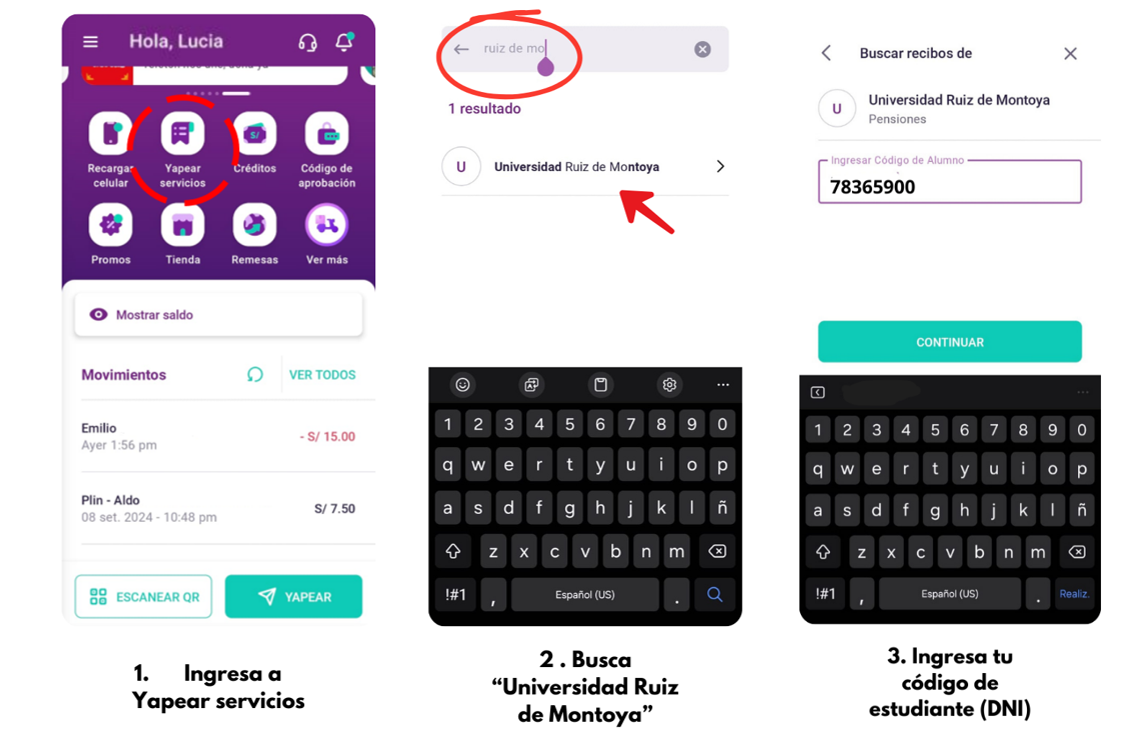 Hola, Lucia
Recargar celular
Yapear servicios
Créditos
Código de aprobación
Promos
Tienda
Remesas
Ver más
Mostrar saldo
Movimientos
VER TODOS
Emilio
Ayer 1:56 pm
- S/ 15.00
Plin - Aldo
08 set. 2024 - 10:48 pm
S/ 7.50
ESCANEAR QR
YAPEAR
1. Ingresa a
Yapear servicios
ruiz de mo
1 resultado
U
Universidad Ruiz de Montoya
1 2 3 4 5 6 7 8 9 0
q w e r t y u i o p
a s d f g h j k l ñ
z x c v b n m
!#1 , Español (US) .
2 . Busca
“Universidad Ruiz
de Montoya”
Buscar recibos de
U
Universidad Ruiz de Montoya
Pensiones
Ingresar Código de Alumno
78365900
CONTINUAR
1 2 3 4 5 6 7 8 9 0
q w e r t y u i o p
a s d f g h j k l ñ
z x c v b n m
!#1 , Español (US) . Realiz.
3. Ingresa tu
código de
estudiante (DNI)